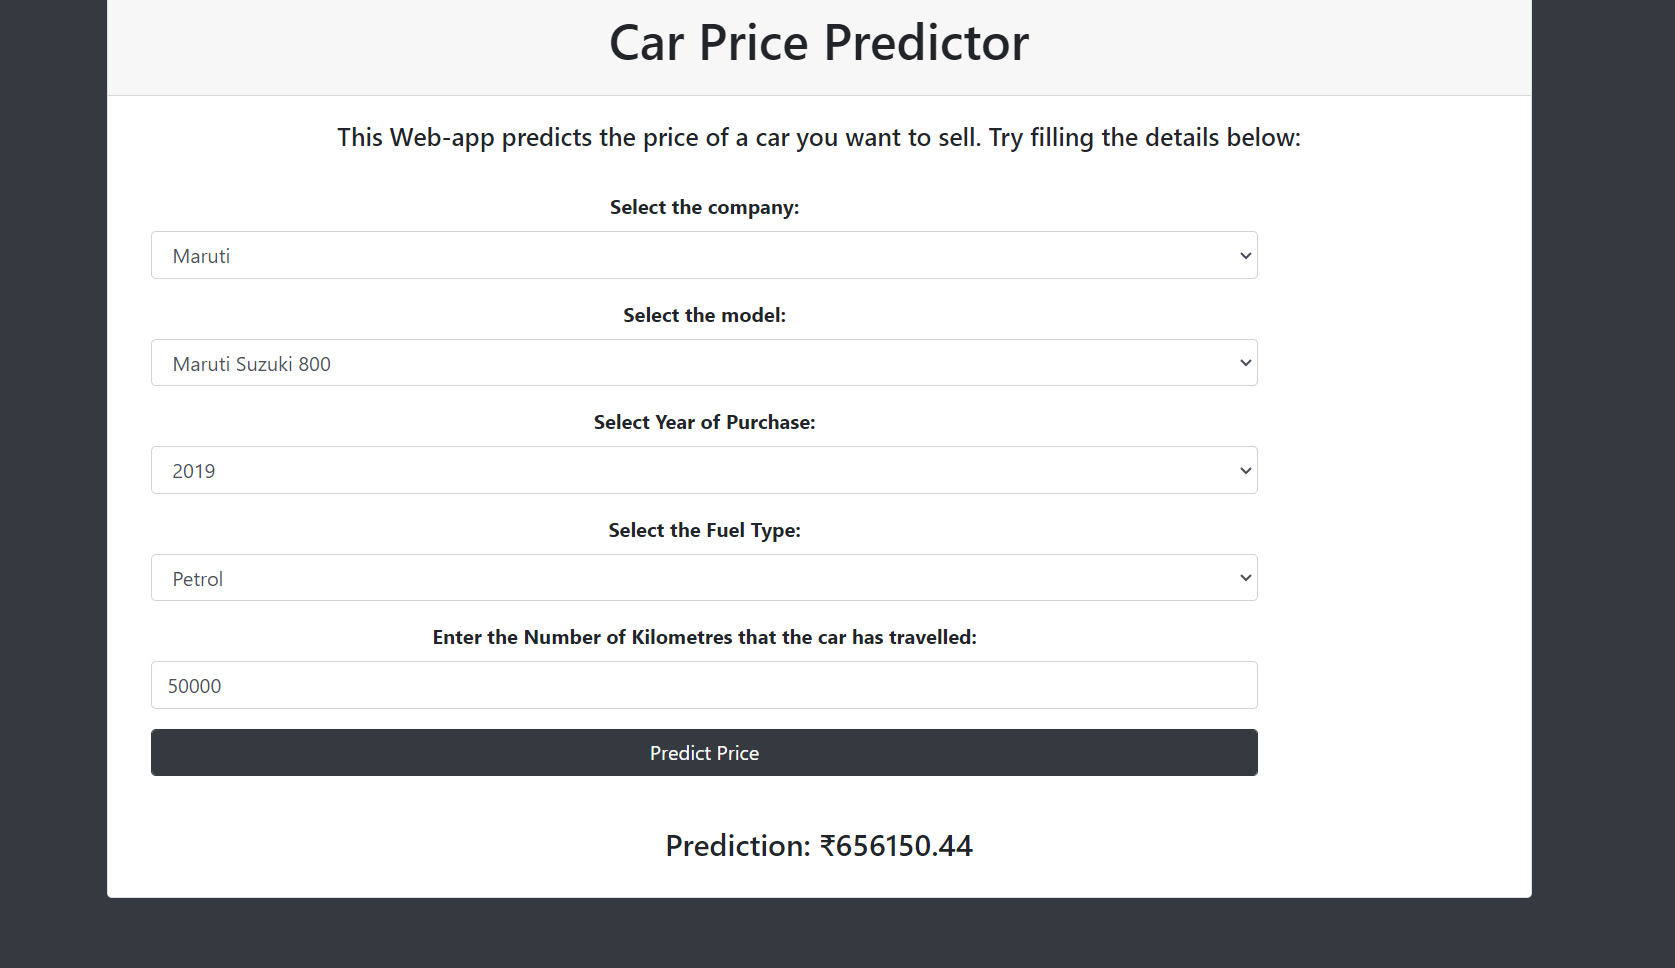 Car Price Predictor
This Web-app predicts the price of a car you want to sell. Try filling the details below:
Select the company:
Maruti
Select the model:
Maruti Suzuki 800
Select Year of Purchase:
2019
Select the Fuel Type:
Petrol
Enter the Number of Kilometres that the car has travelled:
50000
Predict Price
Prediction: ₹656150.44